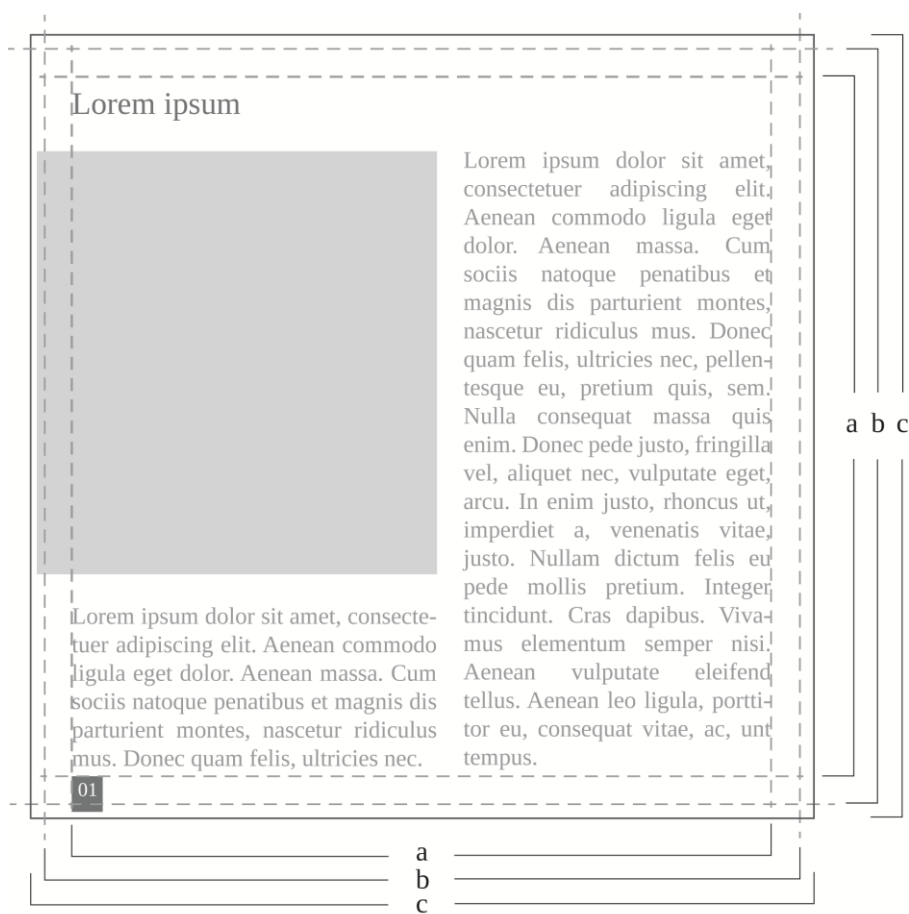 Lorem ipsum
Lorem ipsum dolor sit amet, consecte-
tuer adipiscing elit. Aenean commodo
ligula eget dolor. Aenean massa. Cum
sociis natoque penatibus et magnis dis
parturient montes, nascetur ridiculus
mus. Donec quam felis, ultricies nec.
01
Lorem ipsum dolor sit amet,
consectetuer adipiscing elit.
Aenean commodo ligula eget
dolor. Aenean massa. Cum
sociis natoque penatibus et
magnis dis parturient montes,
nascetur ridiculus mus. Donec
quam felis, ultricies nec, pellen-
tesque eu, pretium quis, sem.
Nulla consequat massa quis
enim. Donec pede justo, fringilla
vel, aliquet nec, vulputate eget,
arcu. In enim justo, rhoncus ut,
imperdiet a, venenatis vitae,
justo. Nullam dictum felis eu
pede mollis pretium. Integer
tincidunt. Cras dapibus. Viva-
mus elementum semper nisi.
Aenean vulputate eleifend
tellus. Aenean leo ligula, portti-
tor eu, consequat vitae, ac, unt
tempus.
a b c
a
b
c